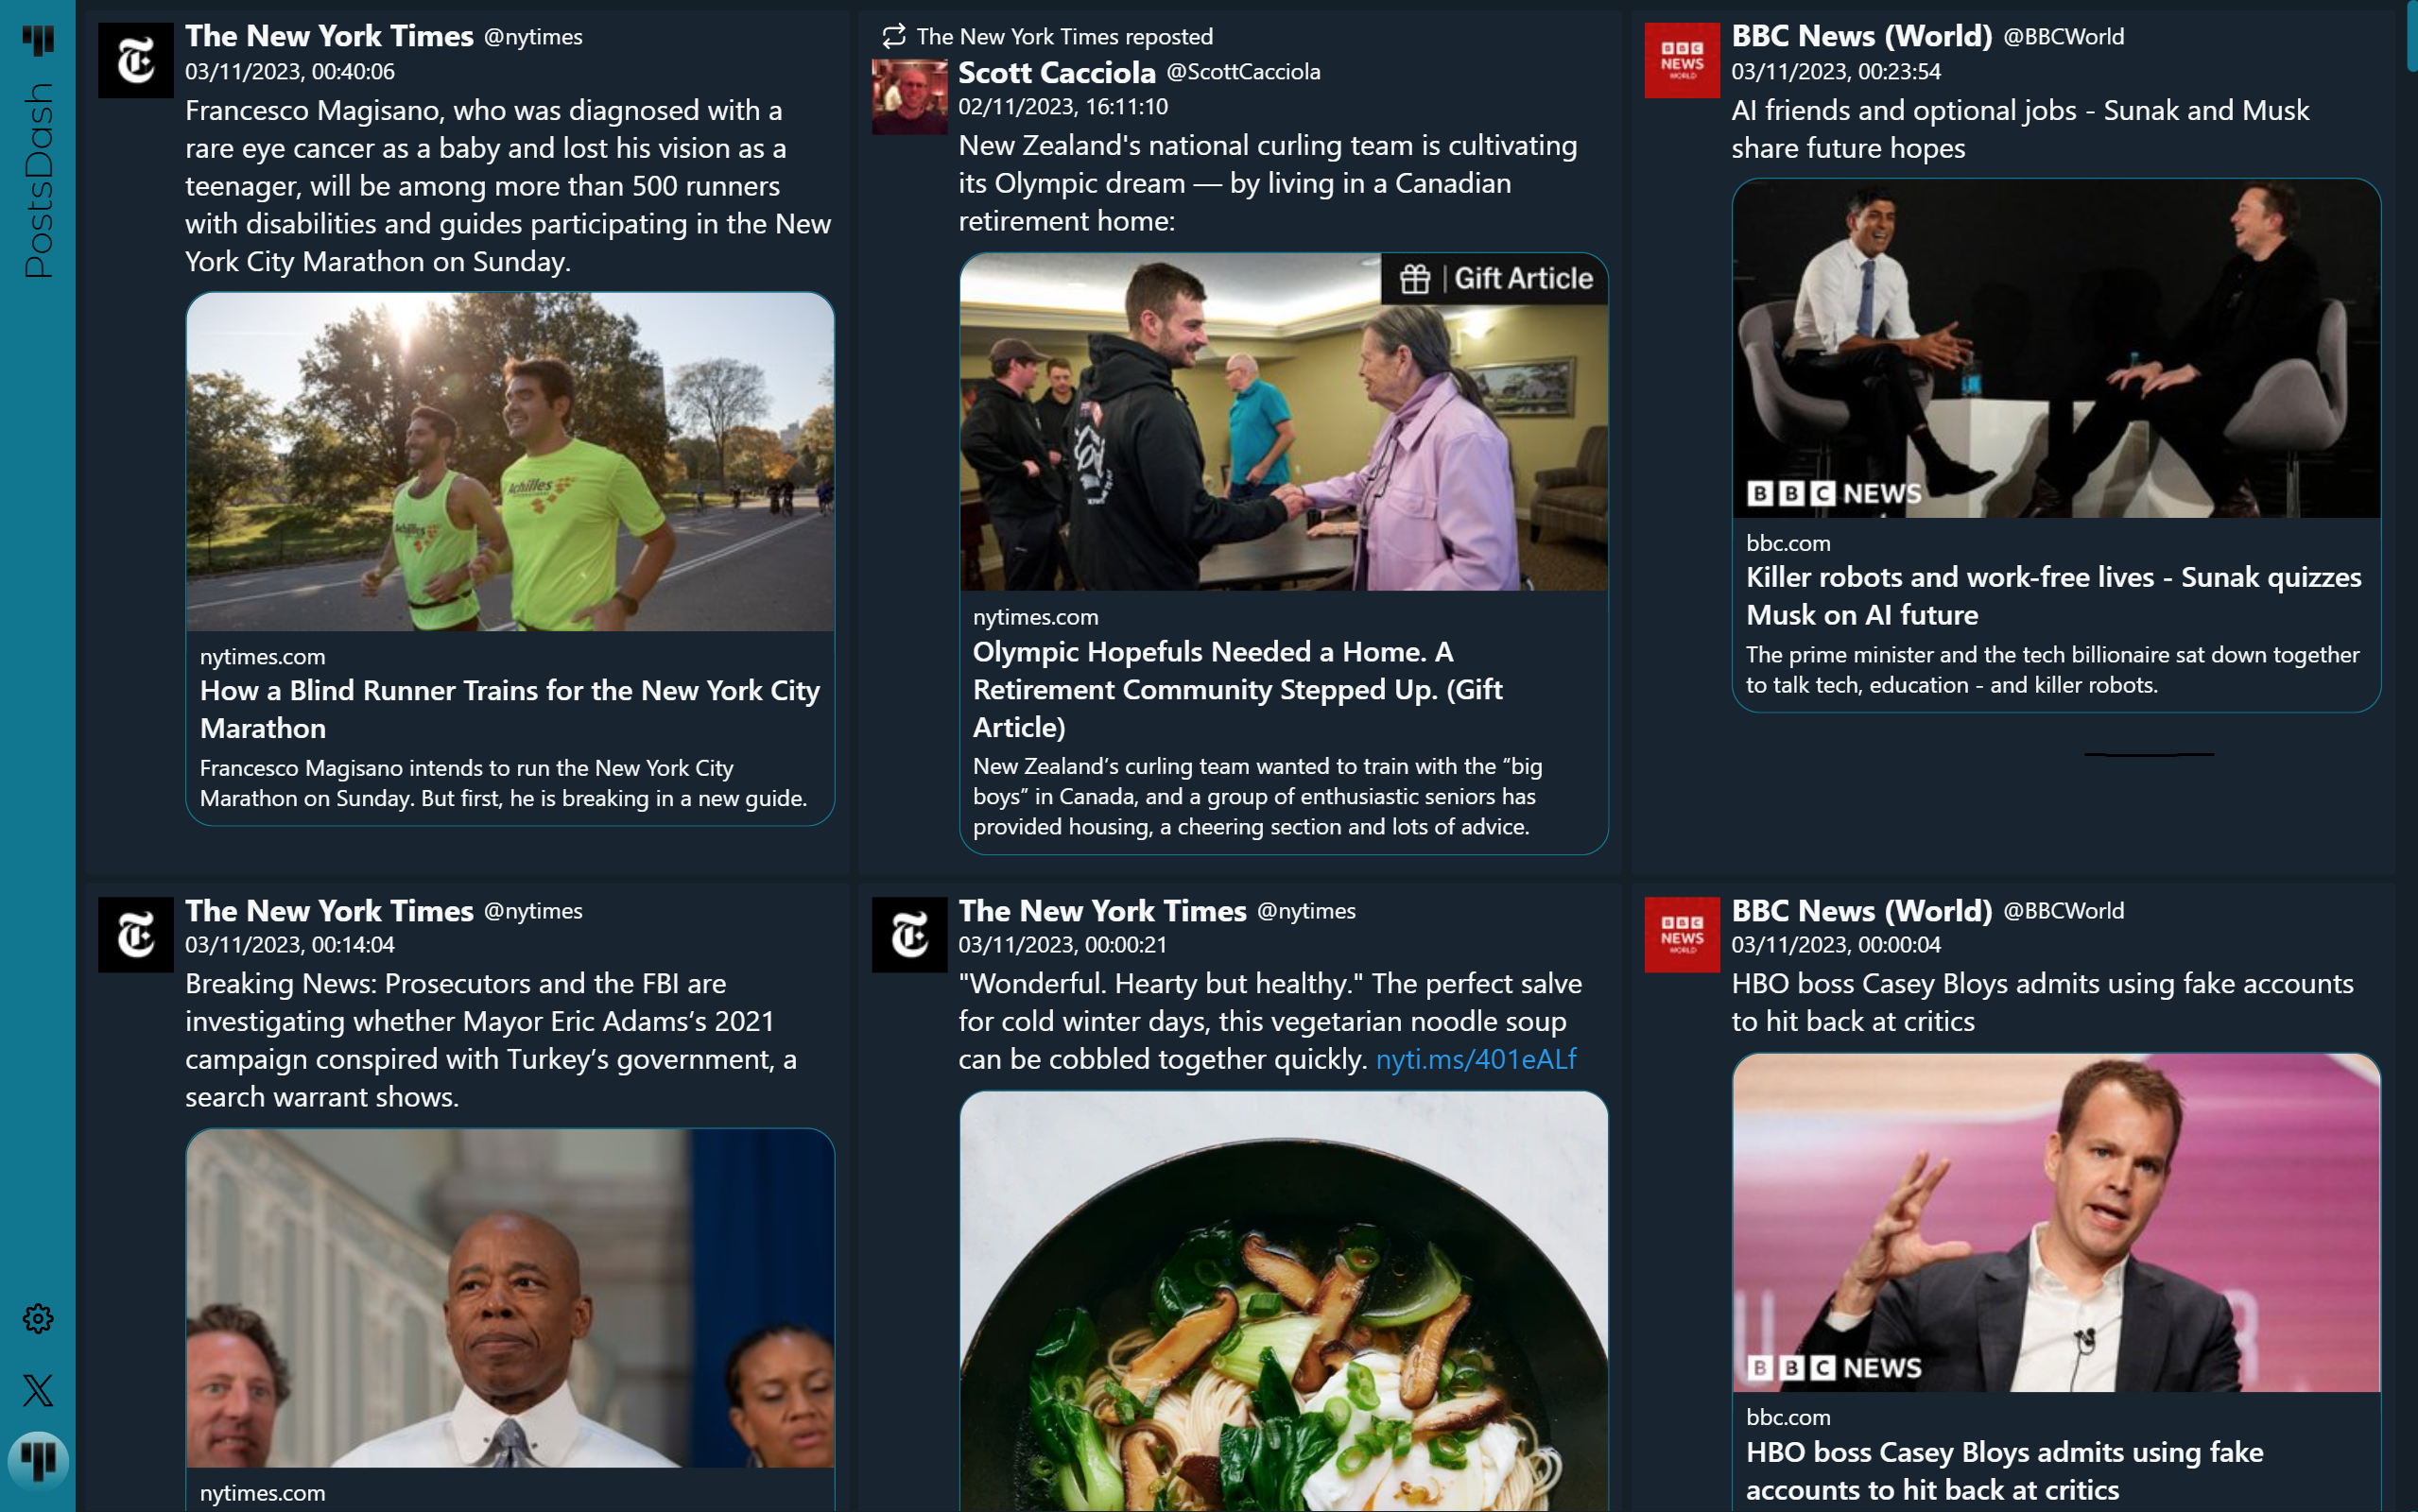 PostsDash
The New York Times @nytimes
03/11/2023, 00:40:06
Francesco Magisano, who was diagnosed with a
rare eye cancer as a baby and lost his vision as a
teenager, will be among more than 500 runners
with disabilities and guides participating in the New
York City Marathon on Sunday.
Achilles
Achilles
nytimes.com
How a Blind Runner Trains for the New York City
Marathon
Francesco Magisano intends to run the New York City
Marathon on Sunday. But first, he is breaking in a new guide.
The New York Times reposted
Scott Cacciola @ScottCacciola
02/11/2023, 16:11:10
New Zealand's national curling team is cultivating
its Olympic dream — by living in a Canadian
retirement home:
Gift Article
nytimes.com
Olympic Hopefuls Needed a Home. A
Retirement Community Stepped Up. (Gift
Article)
New Zealand’s curling team wanted to train with the “big
boys” in Canada, and a group of enthusiastic seniors has
provided housing, a cheering section and lots of advice.
BBC
NEWS
WORLD
BBC News (World) @BBCWorld
03/11/2023, 00:23:54
AI friends and optional jobs - Sunak and Musk
share future hopes
BBC NEWS
bbc.com
Killer robots and work-free lives - Sunak quizzes
Musk on AI future
The prime minister and the tech billionaire sat down together
to talk tech, education - and killer robots.
The New York Times @nytimes
03/11/2023, 00:14:04
Breaking News: Prosecutors and the FBI are
investigating whether Mayor Eric Adams’s 2021
campaign conspired with Turkey’s government, a
search warrant shows.
nytimes.com
The New York Times @nytimes
03/11/2023, 00:00:21
"Wonderful. Hearty but healthy." The perfect salve
for cold winter days, this vegetarian noodle soup
can be cobbled together quickly. nyti.ms/401eALf
BBC
NEWS
WORLD
BBC News (World) @BBCWorld
03/11/2023, 00:00:04
HBO boss Casey Bloys admits using fake accounts
to hit back at critics
BBC NEWS
bbc.com
HBO boss Casey Bloys admits using fake
accounts to hit back at critics